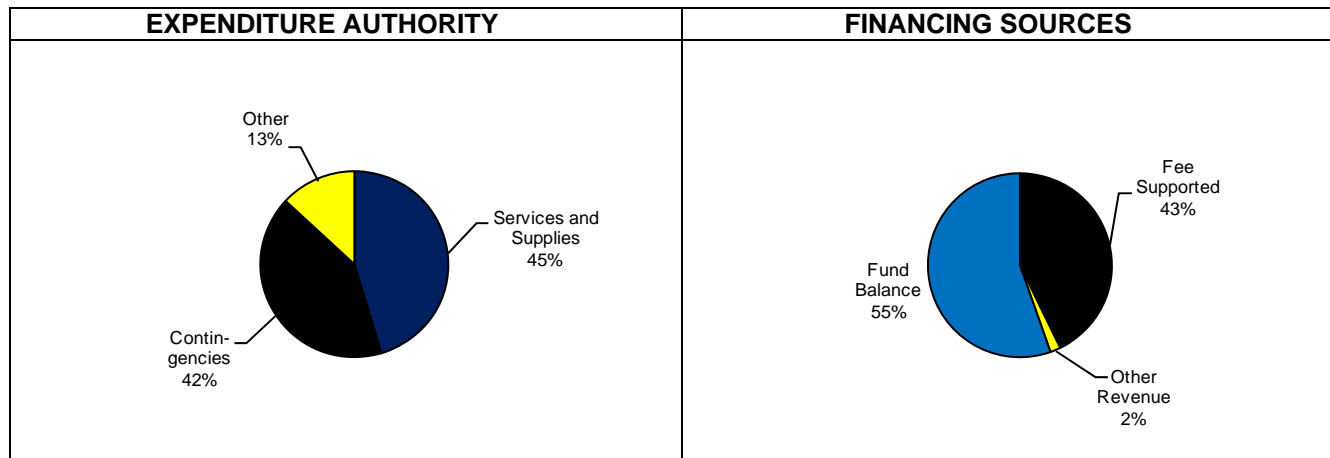 EXPENDITURE AUTHORITY
Other
13%
Services and
Supplies
45%
Contin-
gencies
42%
FINANCING SOURCES
Fee
Supported
43%
Fund
Balance
55%
Other
Revenue
2%